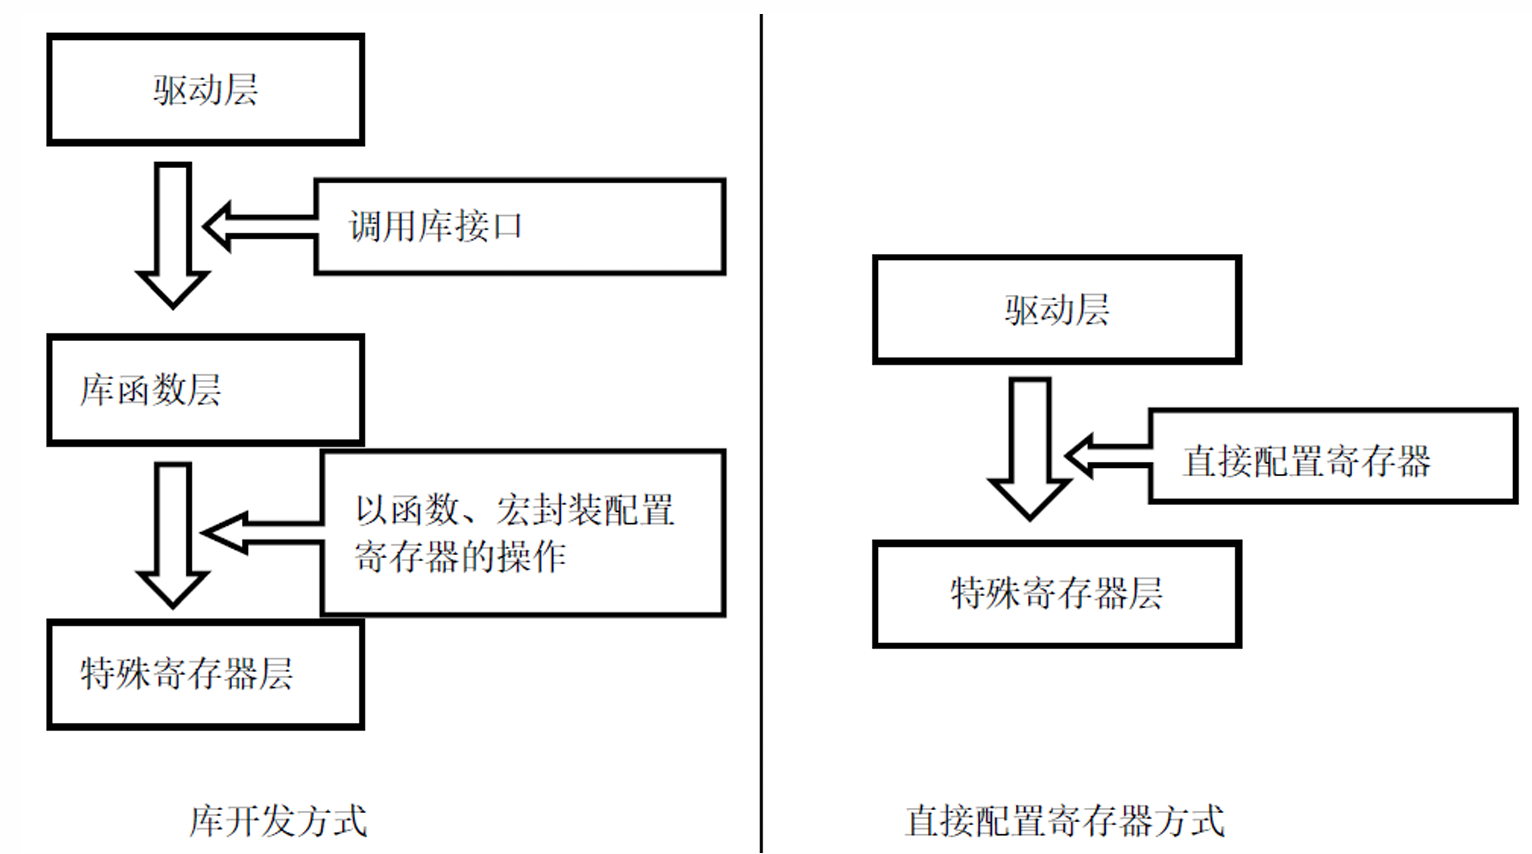 驱动层
调用库接口
库函数层
以函数、宏封装配置
寄存器的操作
特殊寄存器层
库开发方式
驱动层
直接配置寄存器
特殊寄存器层
直接配置寄存器方式